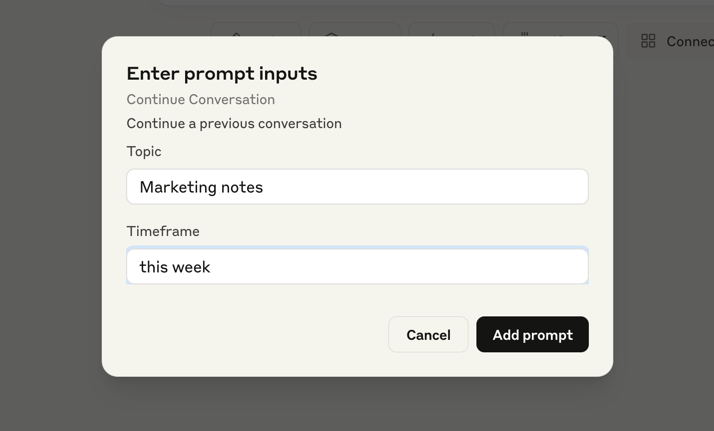 Connec
Enter prompt inputs
Continue Conversation
Continue a previous conversation
Topic
Marketing notes
Timeframe
this week
Cancel
Add prompt